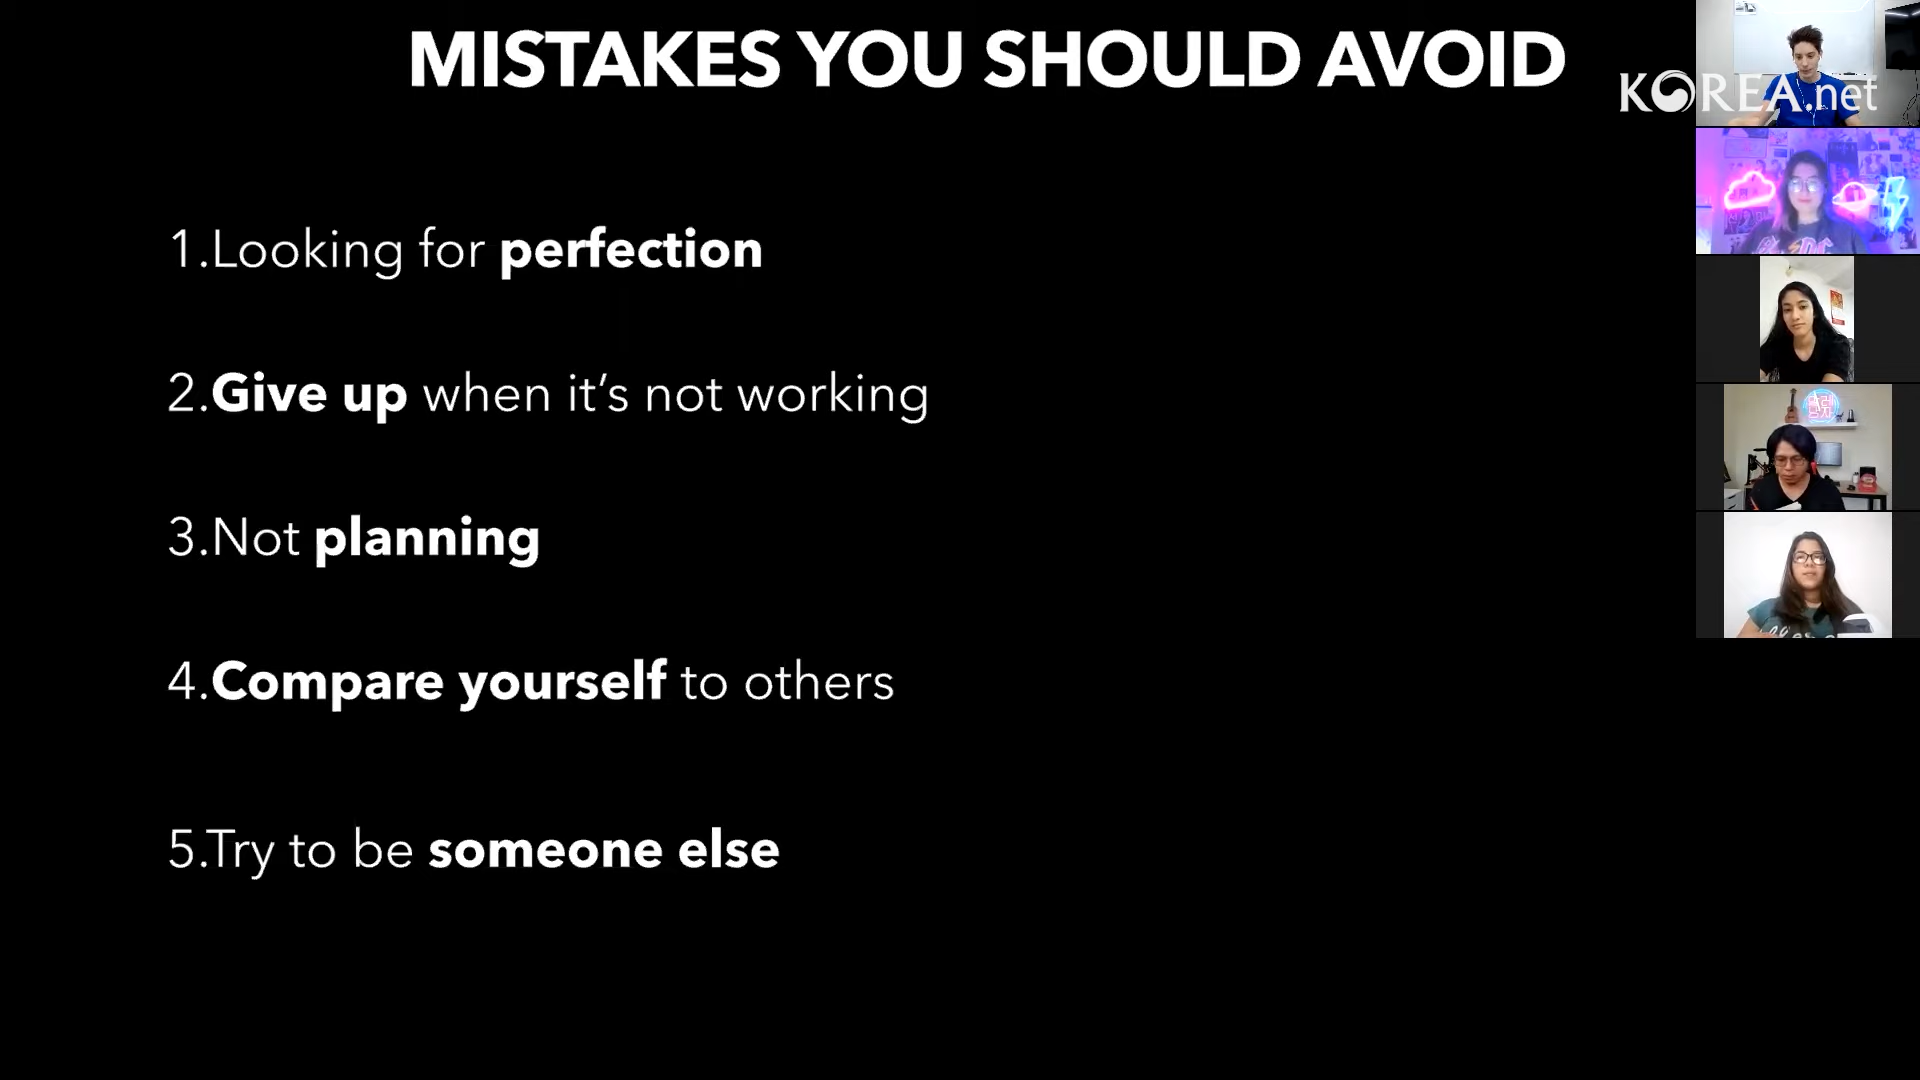 MISTAKES YOU SHOULD AVOID
KOREA.net
1.Looking for perfection
2.Give up when it's not working
3.Not planning
4.Compare yourself to others
5.Try to be someone else